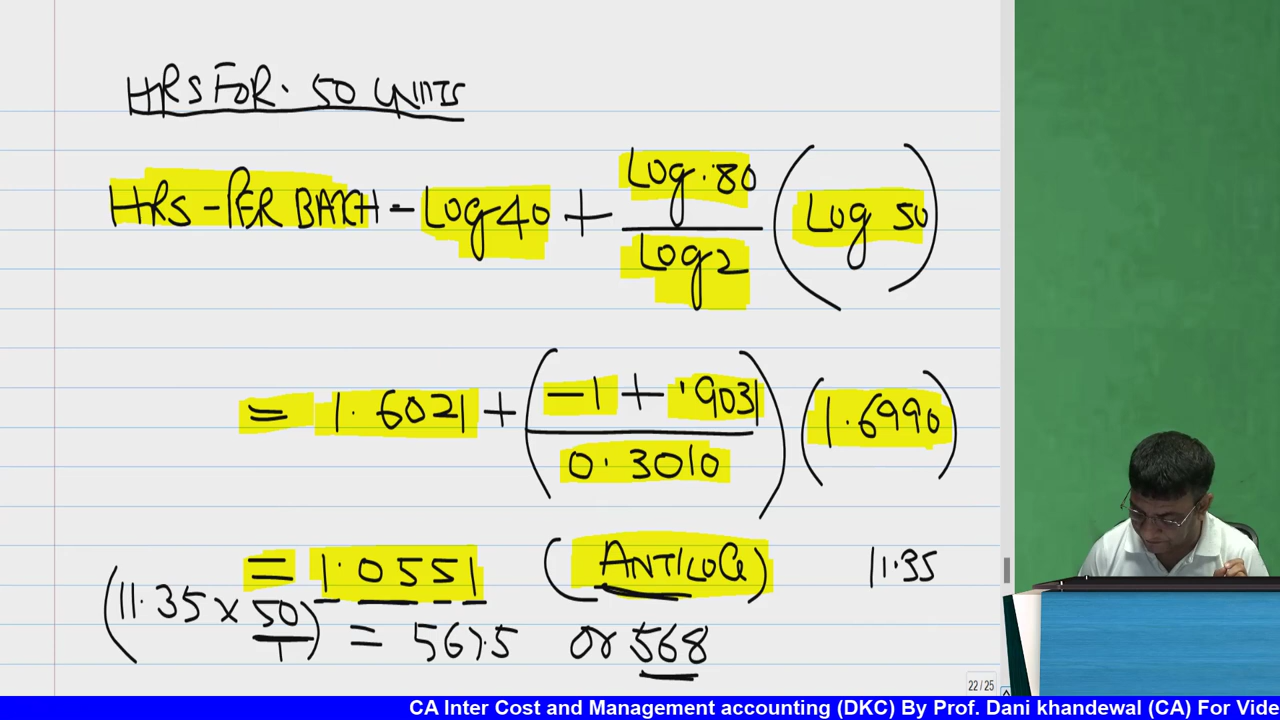 HRS FOR. 50 UNITS
HRS - PER BATCH - Log 40 + Log .80 / Log 2 (Log 50)
= 1.6021 + (-1 + .9031 / 0.3010) (1.6990)
= 1.0551 (ANTILOG) 11.35
(11.35 x 50/1) = 567.5 or 568
22 / 25
CA Inter Cost and Management accounting (DKC) By Prof. Dani khandewal (CA) For Vide